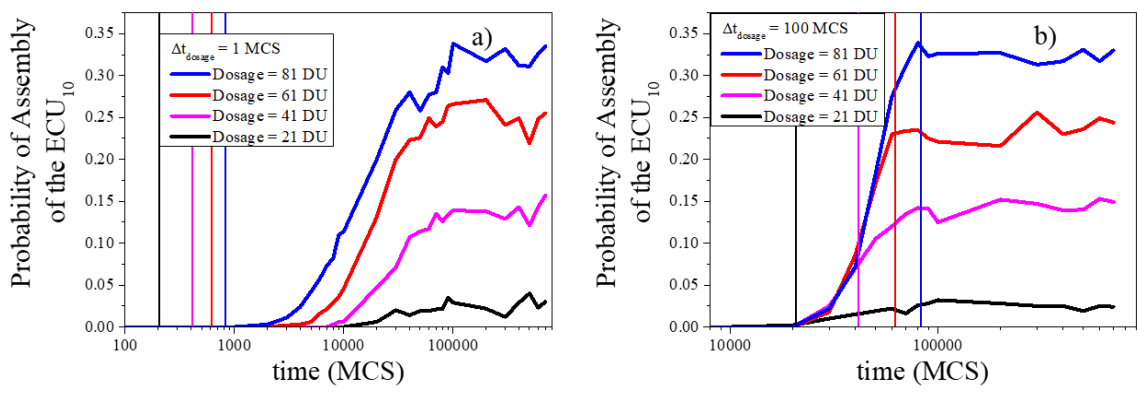 Probability of Assembly
of the ECU10
0.35
0.30
0.25
0.20
0.15
0.10
0.05
0.00
Δtdosage = 1 MCS
Dosage = 81 DU
Dosage = 61 DU
Dosage = 41 DU
Dosage = 21 DU
a)
100
1000
10000
100000
time (MCS)
Probability of Assembly
of the ECU10
0.35
0.30
0.25
0.20
0.15
0.10
0.05
0.00
Δtdosage = 100 MCS
Dosage = 81 DU
Dosage = 61 DU
Dosage = 41 DU
Dosage = 21 DU
b)
10000
100000
time (MCS)